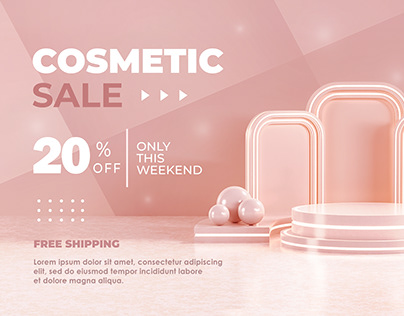 COSMETIC
SALE
20% OFF
ONLY
THIS
WEEKEND
FREE SHIPPING
Lorem ipsum dolor sit amet, consectetur adipiscing
elit, sed do eiusmod tempor incididunt ut labore et
dolore magna aliqua.